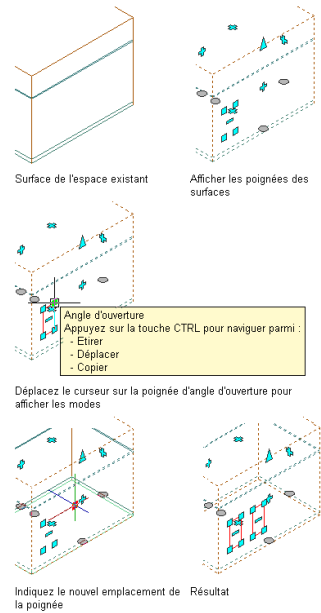 Surface de l'espace existant
Afficher les poignées des
surfaces
Angle d'ouverture
Appuyez sur la touche CTRL pour naviguer parmi :
- Etirer
- Déplacer
- Copier
Déplacez le curseur sur la poignée d'angle d'ouverture pour
afficher les modes
Indiquez le nouvel emplacement de
la poignée
Résultat